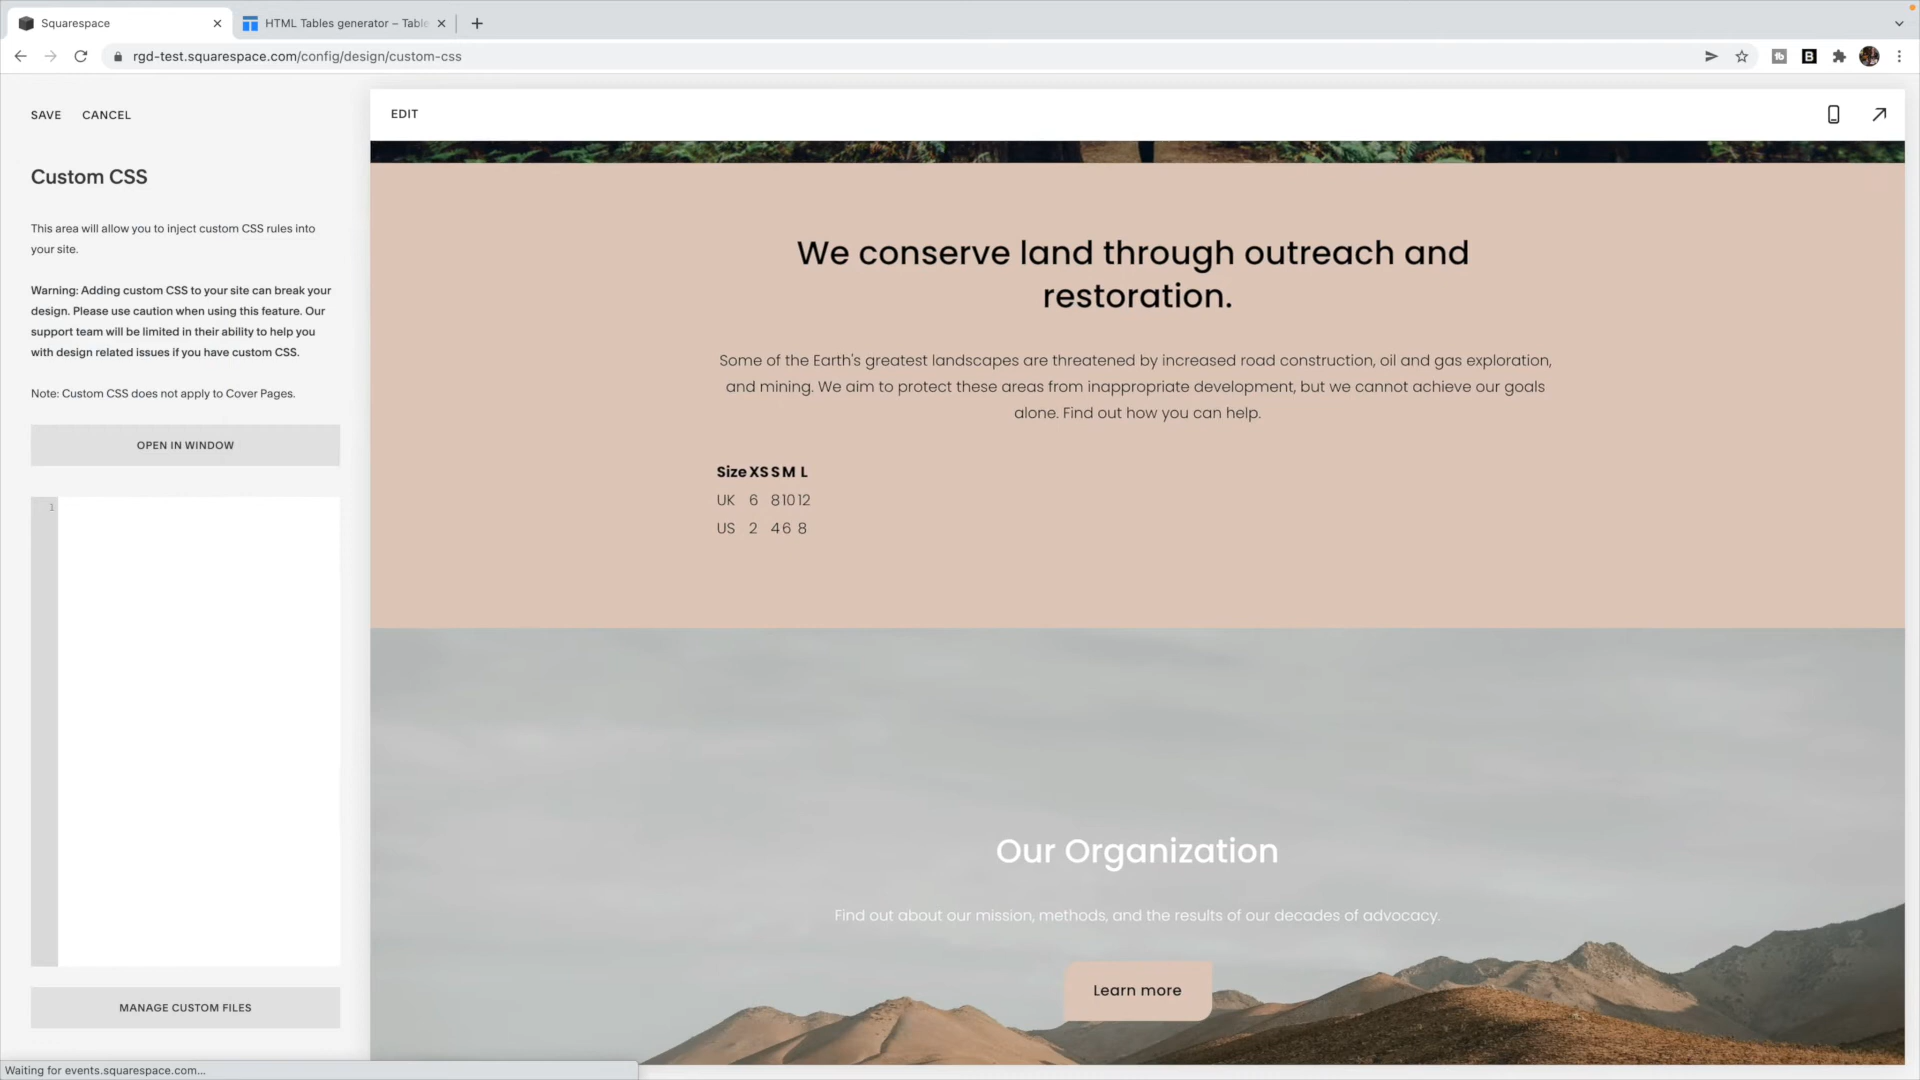 Squarespace
HTML Tables generator – Table
rgd-test.squarespace.com/config/design/custom-css
SAVE CANCEL
EDIT
Custom CSS
This area will allow you to inject custom CSS rules into
your site.
Warning: Adding custom CSS to your site can break your
design. Please use caution when using this feature. Our
support team will be limited in their ability to help you
with design related issues if you have custom CSS.
Note: Custom CSS does not apply to Cover Pages.
OPEN IN WINDOW
1
MANAGE CUSTOM FILES
Waiting for events.squarespace.com...
We conserve land through outreach and
restoration.
Some of the Earth's greatest landscapes are threatened by increased road construction, oil and gas exploration,
and mining. We aim to protect these areas from inappropriate development, but we cannot achieve our goals
alone. Find out how you can help.
Size XS S M L
UK 6 8 10 12
US 2 4 6 8
Our Organization
Find out about our mission, methods, and the results of our decades of advocacy.
Learn more